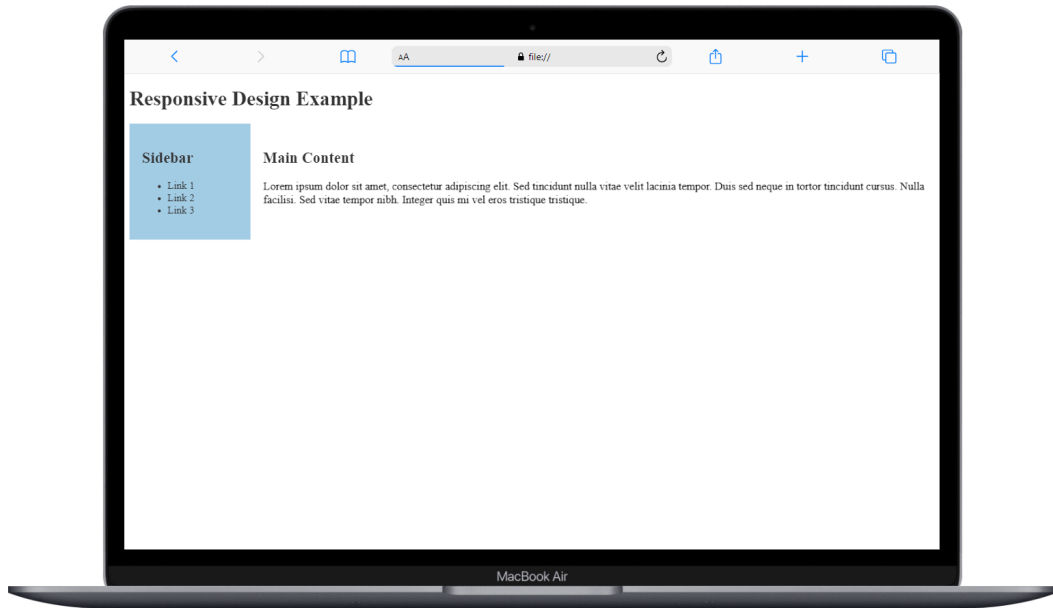 AA
file://
Responsive Design Example
Sidebar
Link 1
Link 2
Link 3
Main Content
Lorem ipsum dolor sit amet, consectetur adipiscing elit. Sed tincidunt nulla vitae velit lacinia tempor. Duis sed neque in tortor tincidunt cursus. Nulla
facilisi. Sed vitae tempor nibh. Integer quis mi vel eros tristique tristique.
MacBook Air